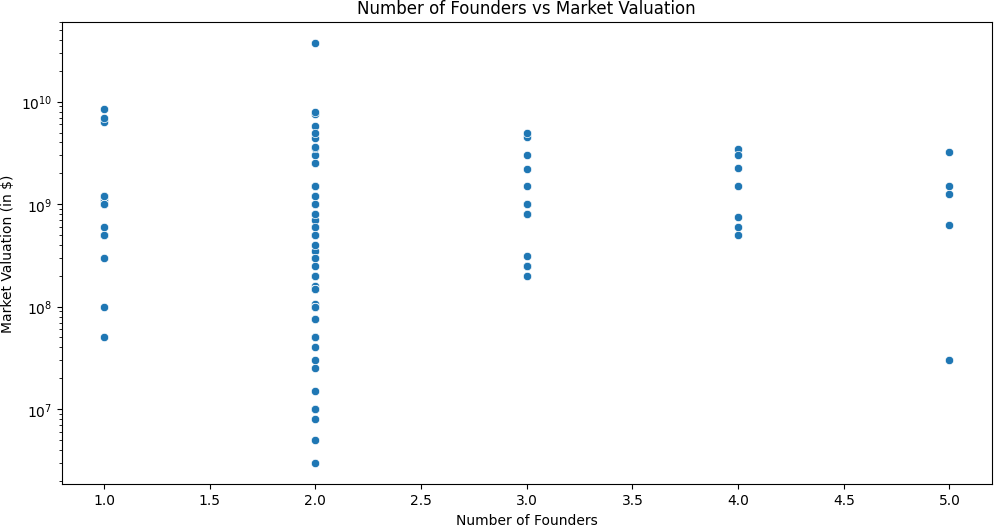 Number of Founders vs Market Valuation
Market Valuation (in $)
10^10
10^9
10^8
10^7
1.0 1.5 2.0 2.5 3.0 3.5 4.0 4.5 5.0
Number of Founders